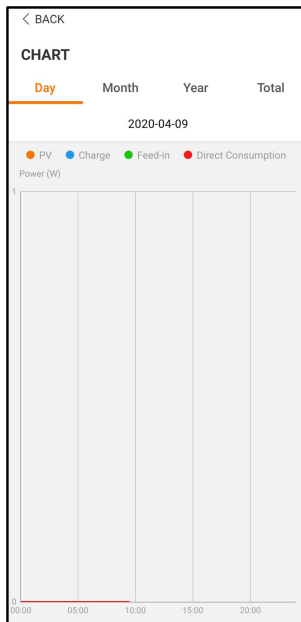 < BACK
CHART
Day Month Year Total
2020-04-09
PV Charge Feed-in Direct Consumption
Power (W)
1
0
00:00 05:00 10:00 15:00 20:00